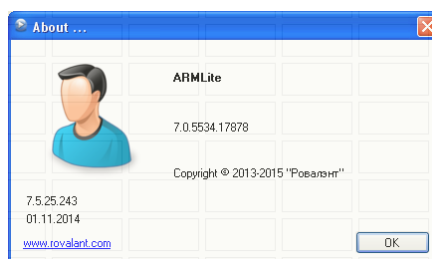 About ...
ARMLite
7.0.5534.17878
Copyright © 2013-2015 "Ровалэнт"
7.5.25.243
01.11.2014
www.rovalant.com
OK